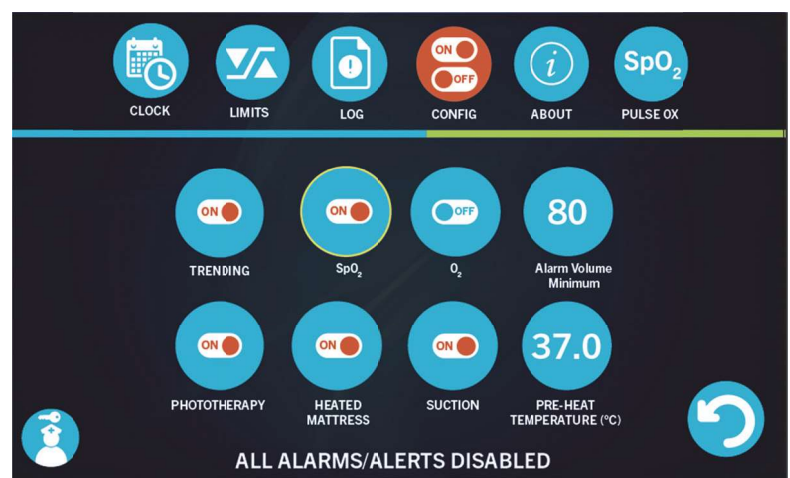 ON
OFF
i
SpO₂
CLOCK
LIMITS
LOG
CONFIG
ABOUT
PULSE OX
ON
ON
OFF
80
TRENDING
SpO₂
O₂
Alarm Volume
Minimum
ON
ON
ON
37.0
PHOTOTHERAPY
HEATED
MATTRESS
SUCTION
PRE-HEAT
TEMPERATURE (°C)
ALL ALARMS/ALERTS DISABLED